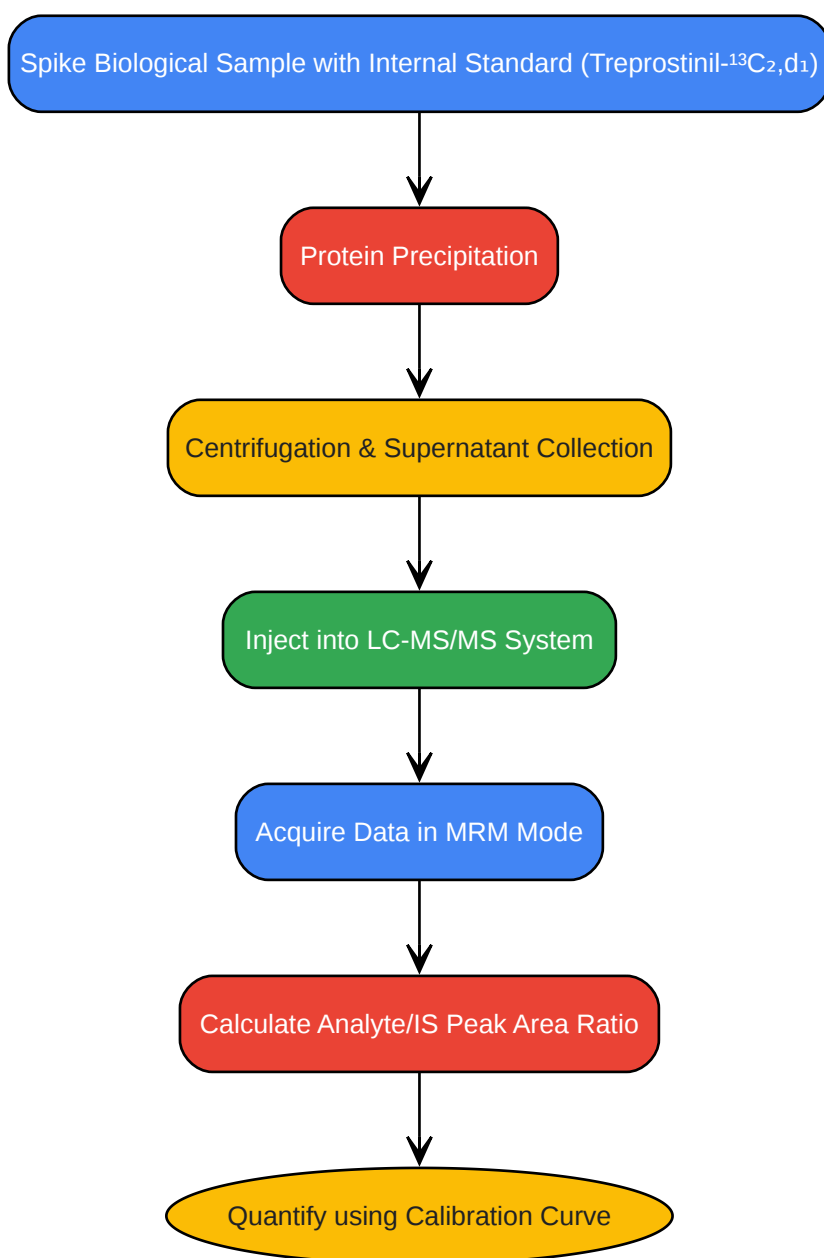 Spike Biological Sample with Internal Standard (Treprostinil-¹³C₂,d₁)
Protein Precipitation
Centrifugation & Supernatant Collection
Inject into LC-MS/MS System
Acquire Data in MRM Mode
Calculate Analyte/IS Peak Area Ratio
Quantify using Calibration Curve